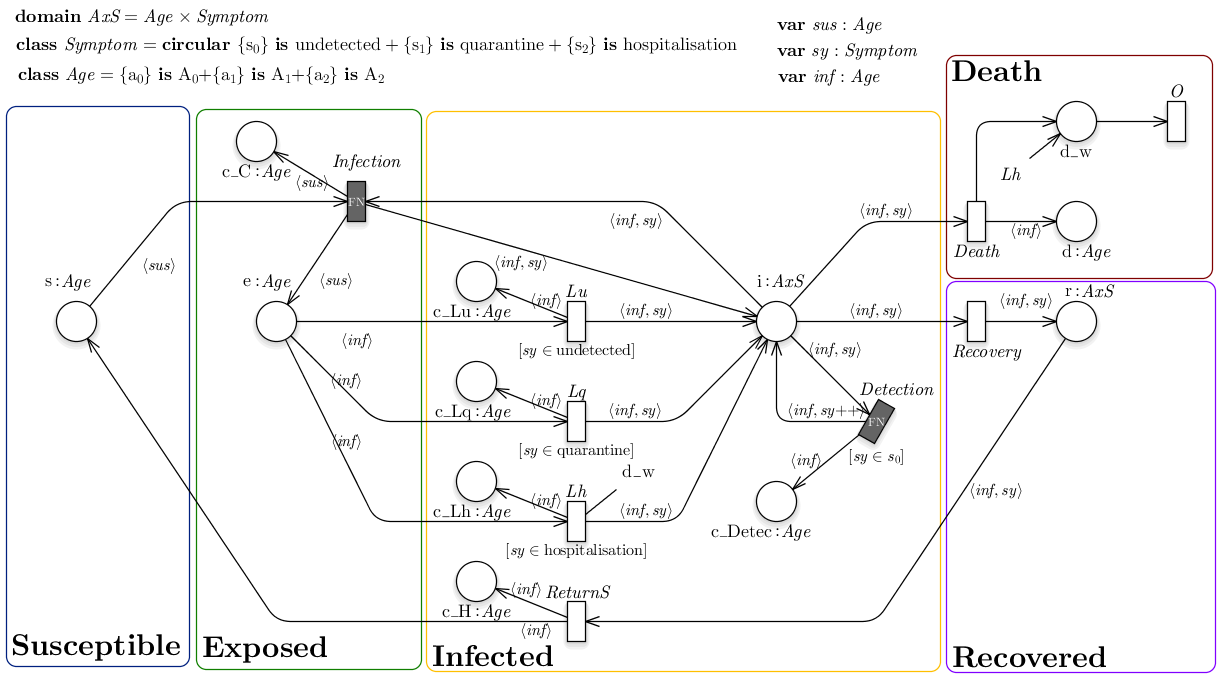 domain AxS = Age × Symptom
class Symptom = circular {s0} is undetected + {s1} is quarantine + {s2} is hospitalisation
class Age = {a0} is A0+{a1} is A1+{a2} is A2
var sus : Age
var sy : Symptom
var inf : Age
Death
O
d_w
Lh
⟨inf, sy⟩
Death
⟨inf⟩
d : Age
Infection
c_C : Age
⟨sus⟩
FN
⟨inf, sy⟩
⟨sus⟩
s : Age
e : Age
⟨sus⟩
⟨inf, sy⟩
i : AxS
r : AxS
Lu
⟨inf⟩
c_Lu : Age
⟨inf, sy⟩
⟨inf, sy⟩
⟨inf, sy⟩
⟨inf⟩
[sy ∈ undetected]
⟨inf, sy⟩
Recovery
⟨inf⟩
Lq
⟨inf⟩
c_Lq : Age
⟨inf, sy⟩
[sy ∈ quarantine]
Detection
⟨inf, sy++⟩
FN
[sy ∈ s0]
⟨inf⟩
⟨inf⟩
c_Detec : Age
d_w
Lh
⟨inf⟩
c_Lh : Age
⟨inf, sy⟩
[sy ∈ hospitalisation]
⟨inf, sy⟩
⟨inf⟩
ReturnS
c_H : Age
⟨inf⟩
Susceptible
Exposed
Infected
Recovered